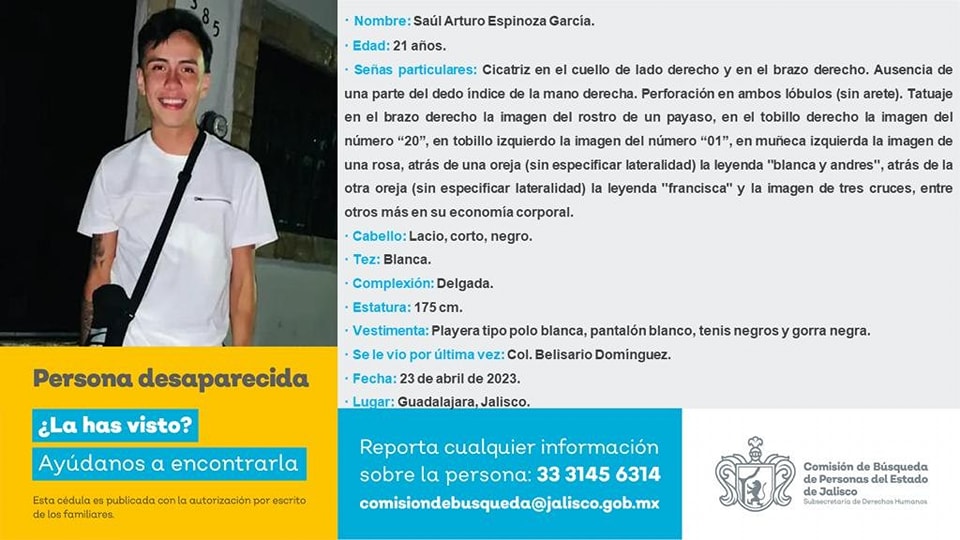 385
· Nombre: Saúl Arturo Espinoza García.
· Edad: 21 años.
· Señas particulares: Cicatriz en el cuello de lado derecho y en el brazo derecho. Ausencia de
una parte del dedo índice de la mano derecha. Perforación en ambos lóbulos (sin arete). Tatuaje
en el brazo derecho la imagen del rostro de un payaso, en el tobillo derecho la imagen del
número “20”, en tobillo izquierdo la imagen del número “01”, en muñeca izquierda la imagen de
una rosa, atrás de una oreja (sin especificar lateralidad) la leyenda "blanca y andres", atrás de la
otra oreja (sin especificar lateralidad) la leyenda "francisca" y la imagen de tres cruces, entre
otros más en su economía corporal.
· Cabello: Lacio, corto, negro.
· Tez: Blanca.
· Complexión: Delgada.
· Estatura: 175 cm.
· Vestimenta: Playera tipo polo blanca, pantalón blanco, tenis negros y gorra negra.
· Se le vio por última vez: Col. Belisario Domínguez.
· Fecha: 23 de abril de 2023.
· Lugar: Guadalajara, Jalisco.
Persona desaparecida
¿La has visto?
Ayúdanos a encontrarla
Esta cédula es publicada con la autorización por escrito
de los familiares.
Reporta cualquier información
sobre la persona: 33 3145 6314
comisiondebusqueda@jalisco.gob.mx
Comisión de Búsqueda
de Personas del Estado
de Jalisco
Subsecretaría de Derechos Humanos